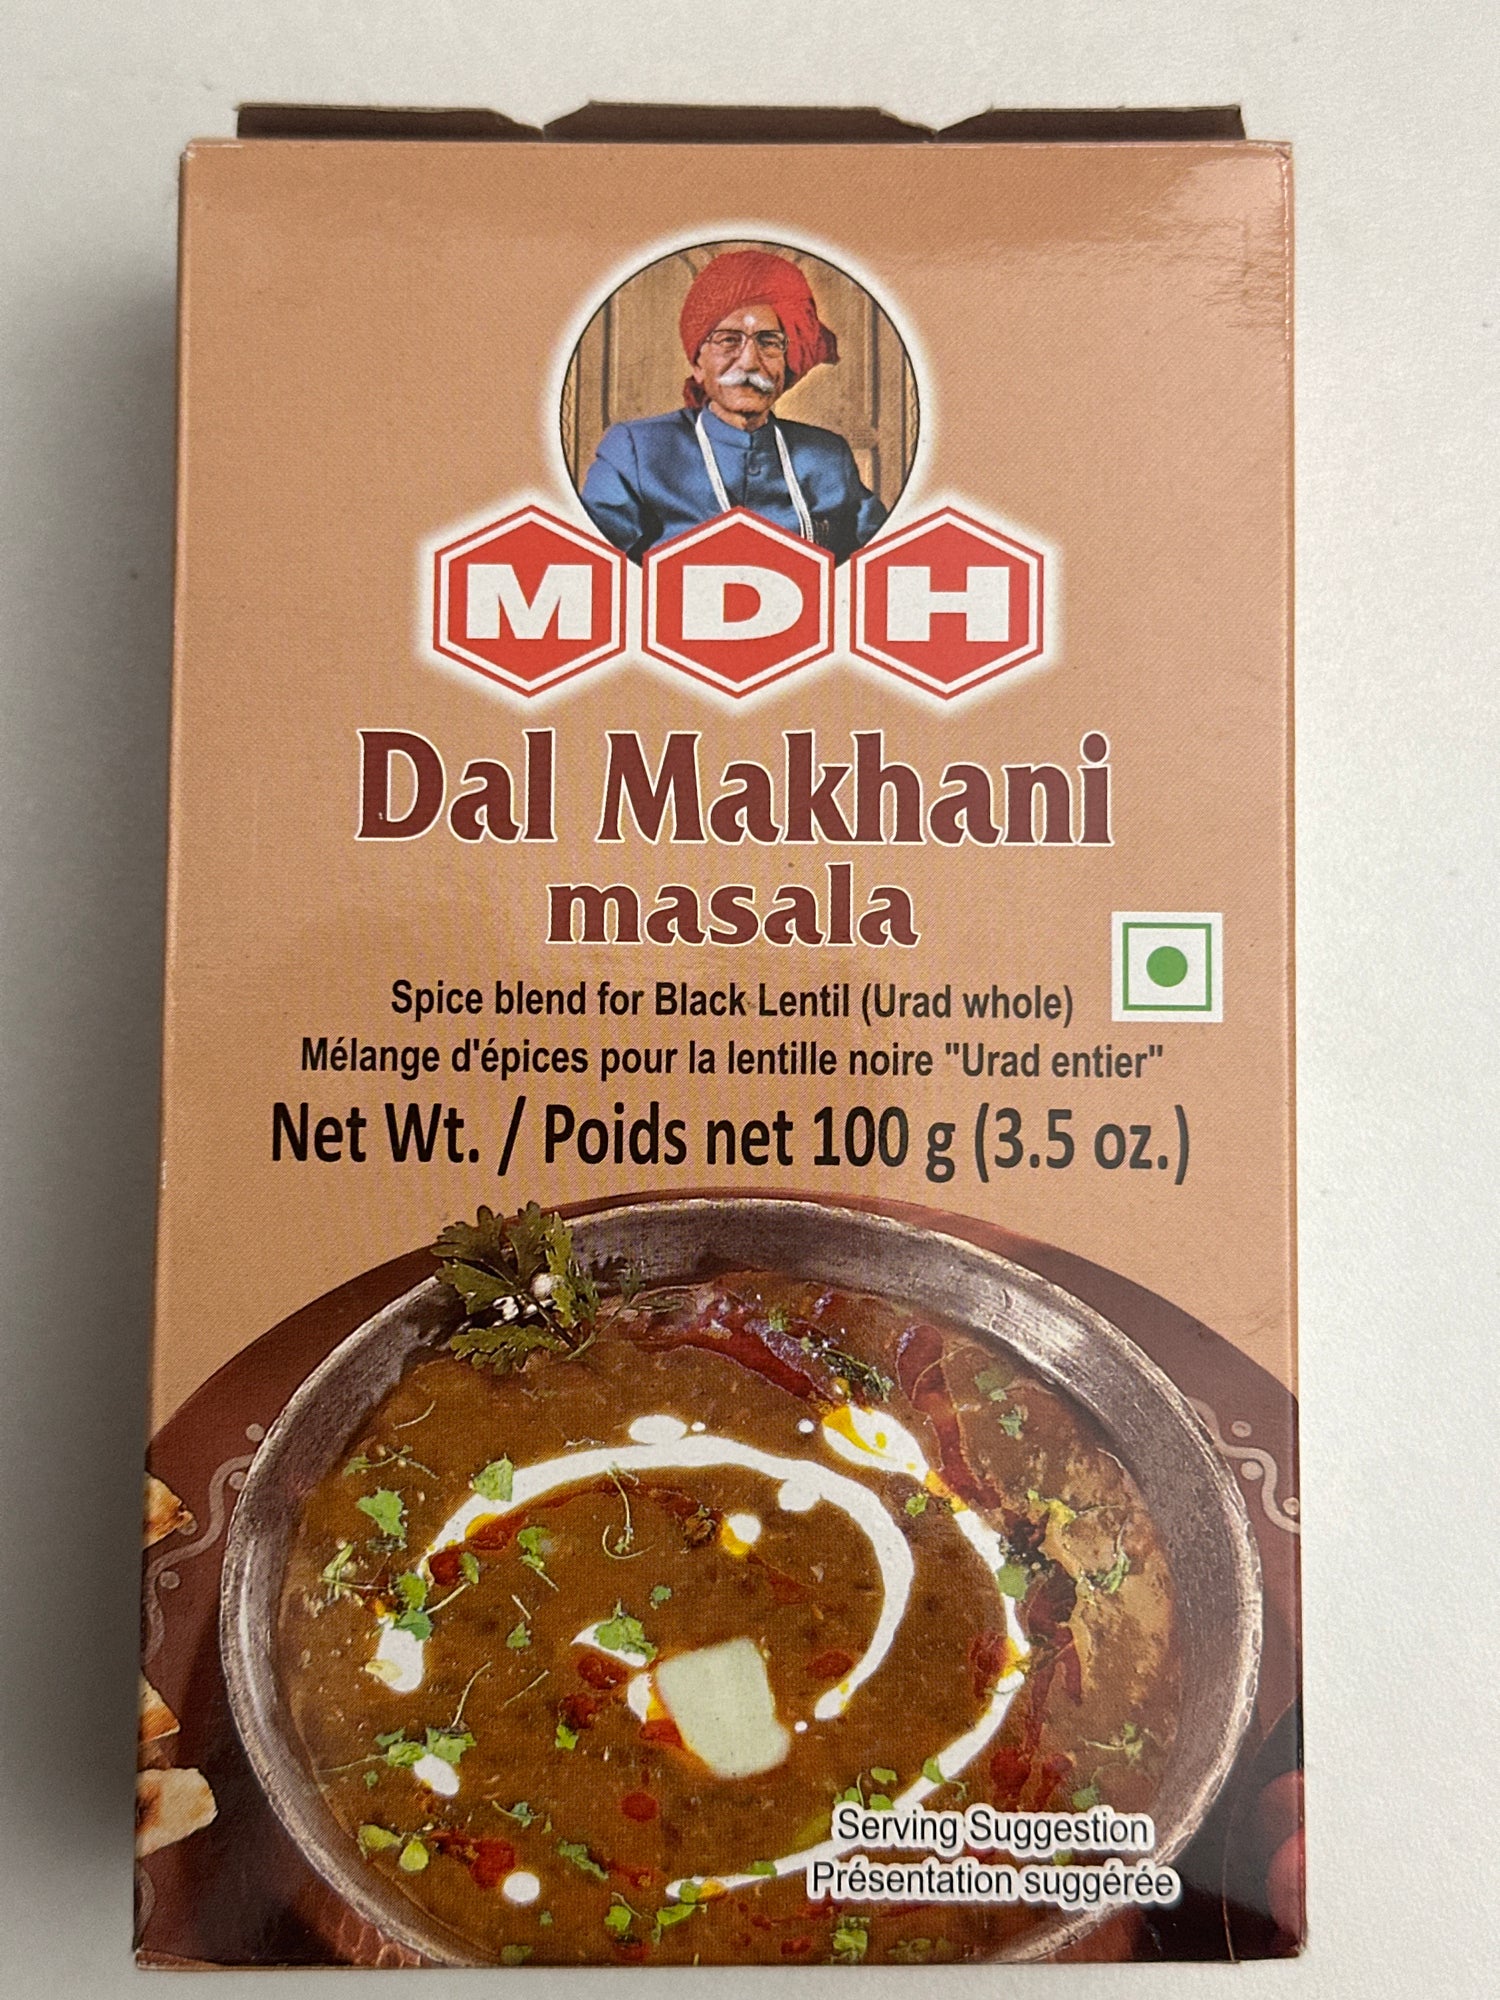 MDH
Dal Makhani
masala
Spice blend for Black Lentil (Urad whole)
Mélange d'épices pour la lentille noire "Urad entier"
Net Wt. / Poids net 100 g (3.5 oz.)
Serving Suggestion
Présentation suggérée